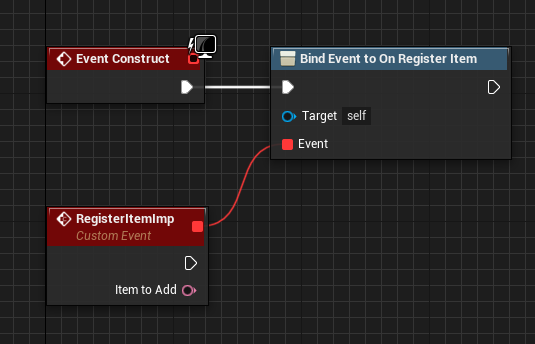 Event Construct
Bind Event to On Register Item
Target self
Event
RegisterItemImp
Custom Event
Item to Add